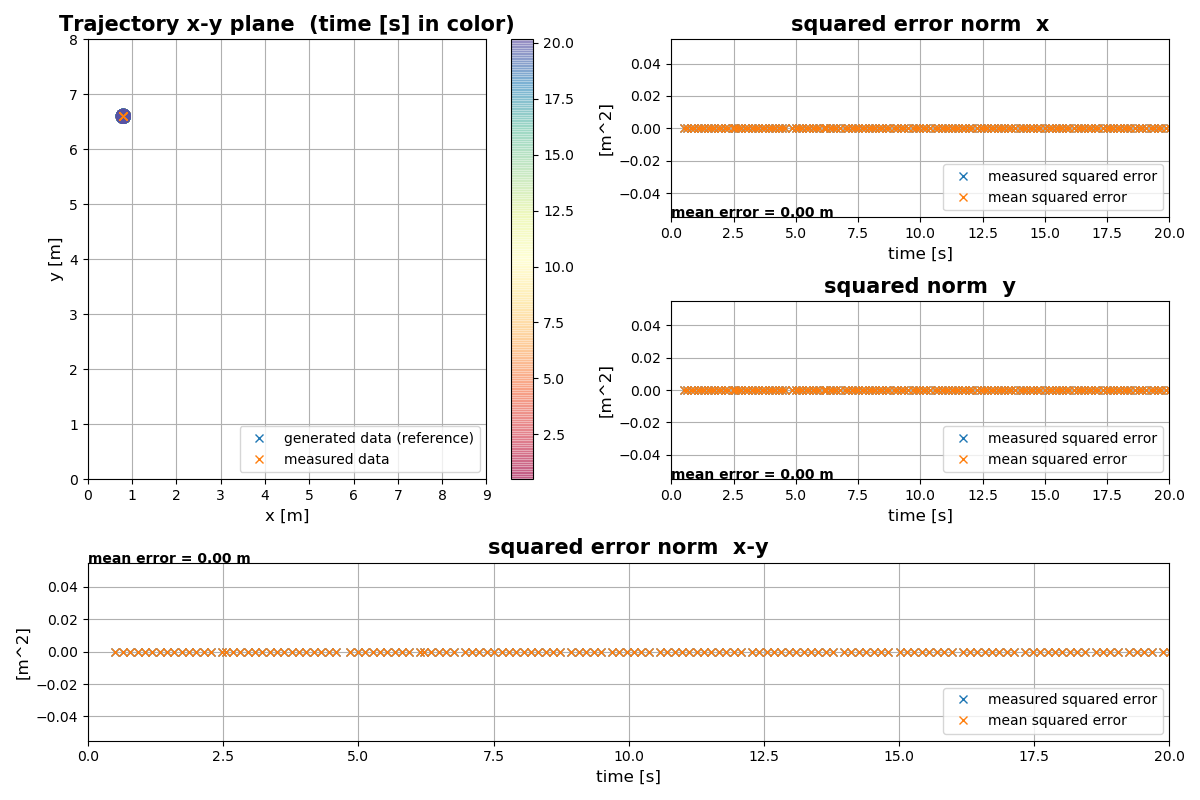 Trajectory x-y plane  (time [s] in color)
8
7
6
5
4
3
2
1
0
y [m]
0 1 2 3 4 5 6 7 8 9
x [m]
generated data (reference)
measured data
20.0
17.5
15.0
12.5
10.0
7.5
5.0
2.5
squared error norm  x
0.04
0.02
0.00
−0.02
−0.04
[m^2]
measured squared error
mean squared error
mean error = 0.00 m
0.0 2.5 5.0 7.5 10.0 12.5 15.0 17.5 20.0
time [s]
squared norm  y
0.04
0.02
0.00
−0.02
−0.04
[m^2]
measured squared error
mean squared error
mean error = 0.00 m
0.0 2.5 5.0 7.5 10.0 12.5 15.0 17.5 20.0
time [s]
squared error norm  x-y
mean error = 0.00 m
0.04
0.02
0.00
−0.02
−0.04
[m^2]
measured squared error
mean squared error
0.0 2.5 5.0 7.5 10.0 12.5 15.0 17.5 20.0
time [s]